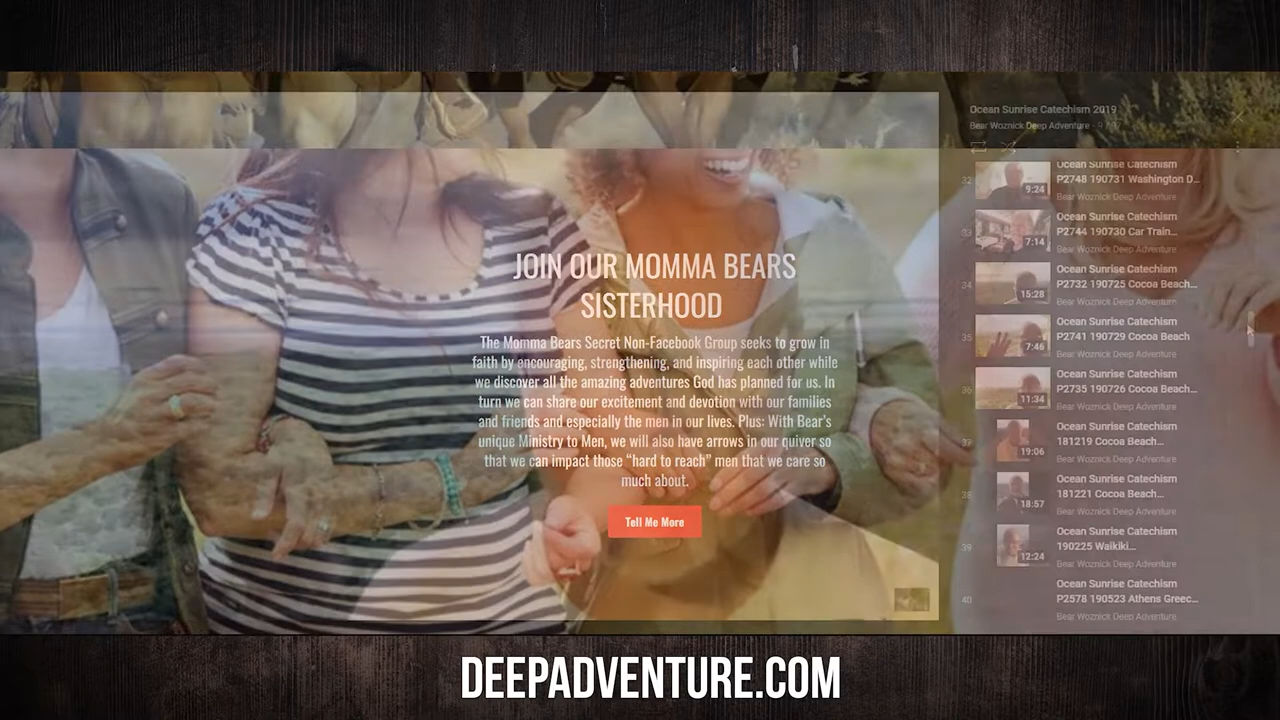 JOIN OUR MOMMA BEARS
SISTERHOOD
The Momma Bears Secret Non-Facebook Group seeks to grow in
faith by encouraging, strengthening, and inspiring each other while
we discover all the amazing adventures God has planned for us. In
turn we can share our excitement and devotion with our families
and friends and especially the men in our lives. Plus: With Bear's
unique Ministry to Men, we will also have arrows in our quiver so
that we can impact those “hard to reach” men that we care so
much about.
Tell Me More
Ocean Sunrise Catechism 2019
Bear Woznick Deep Adventure
32
9:24
Ocean Sunrise Catechism
P2748 190731 Washington D...
Bear Woznick Deep Adventure
33
7:14
Ocean Sunrise Catechism
P2744 190730 Car Train...
Bear Woznick Deep Adventure
34
15:28
Ocean Sunrise Catechism
P2732 190725 Cocoa Beach...
Bear Woznick Deep Adventure
35
7:46
Ocean Sunrise Catechism
P2741 190729 Cocoa Beach
Bear Woznick Deep Adventure
36
11:34
Ocean Sunrise Catechism
P2735 190726 Cocoa Beach...
Bear Woznick Deep Adventure
37
19:06
Ocean Sunrise Catechism
181219 Cocoa Beach...
Bear Woznick Deep Adventure
38
18:57
Ocean Sunrise Catechism
181221 Cocoa Beach...
Bear Woznick Deep Adventure
39
12:24
Ocean Sunrise Catechism
190225 Waikiki...
Bear Woznick Deep Adventure
40
Ocean Sunrise Catechism
P2578 190523 Athens Greec...
Bear Woznick Deep Adventure
DEEPADVENTURE.COM